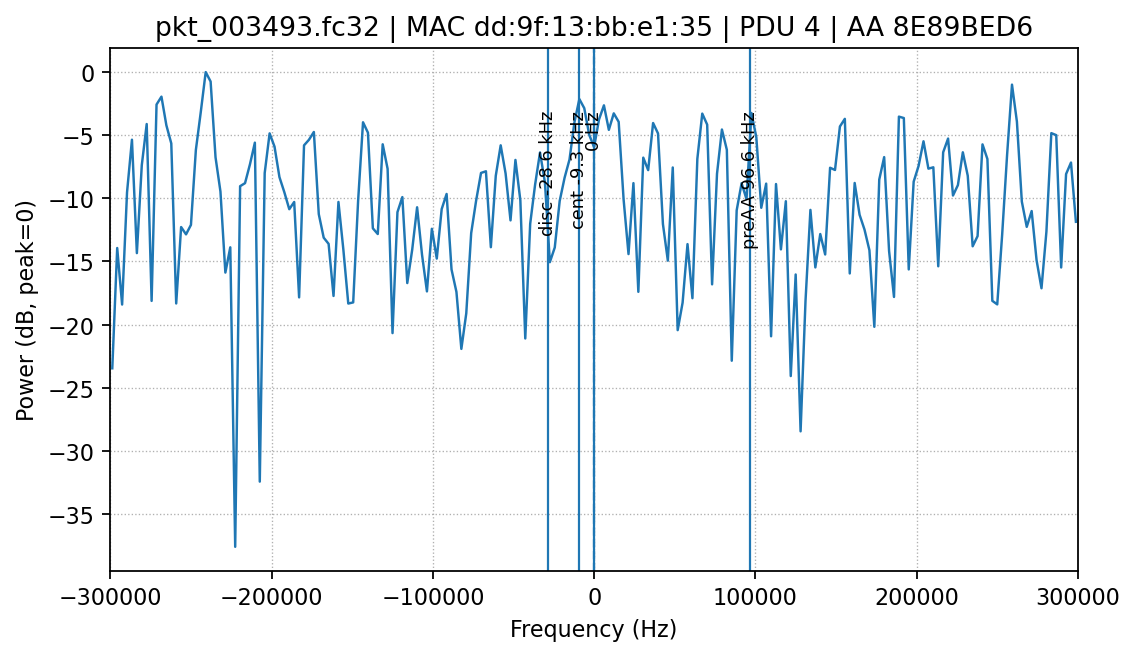 pkt_003493.fc32 | MAC dd:9f:13:bb:e1:35 | PDU 4 | AA 8E89BED6
Power (dB, peak=0)
0
−5
−10
−15
−20
−25
−30
−35
disc -28.6 kHz
cent -9.3 kHz
0 Hz
preAA 96.6 kHz
−300000
−200000
−100000
0
100000
200000
300000
Frequency (Hz)